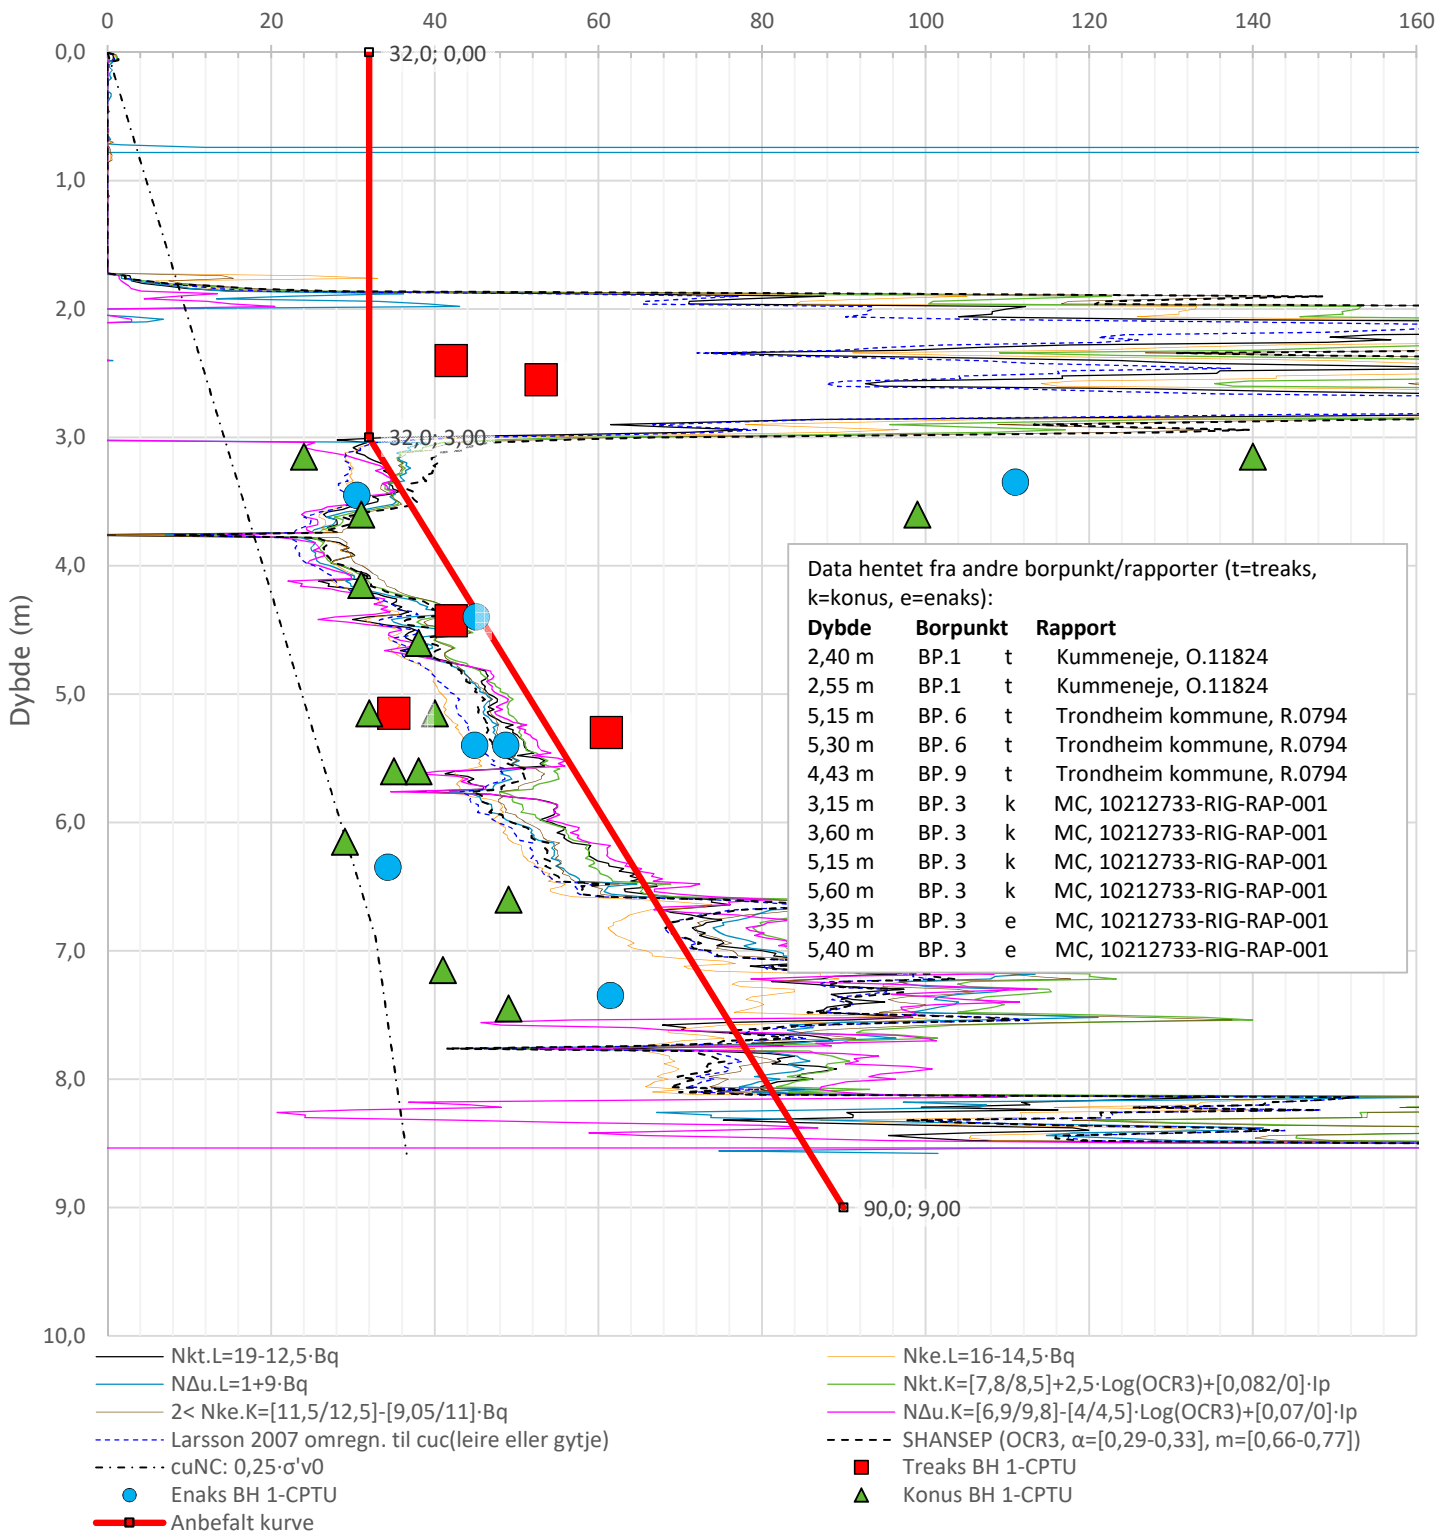 0 20 40 60 80 100 120 140 160
0,0
1,0
2,0
3,0
4,0
5,0
6,0
7,0
8,0
9,0
10,0
Dybde (m)
32,0; 0,00
32,0; 3,00
90,0; 9,00
Data hentet fra andre borpunkt/rapporter (t=treaks,
k=konus, e=enaks):
Dybde Borpunkt Rapport
2,40 m BP.1 t Kummeneje, O.11824
2,55 m BP.1 t Kummeneje, O.11824
5,15 m BP. 6 t Trondheim kommune, R.0794
5,30 m BP. 6 t Trondheim kommune, R.0794
4,43 m BP. 9 t Trondheim kommune, R.0794
3,15 m BP. 3 k MC, 10212733-RIG-RAP-001
3,60 m BP. 3 k MC, 10212733-RIG-RAP-001
5,15 m BP. 3 k MC, 10212733-RIG-RAP-001
5,60 m BP. 3 k MC, 10212733-RIG-RAP-001
3,35 m BP. 3 e MC, 10212733-RIG-RAP-001
5,40 m BP. 3 e MC, 10212733-RIG-RAP-001
Nkt.L=19-12,5·Bq
Nke.L=16-14,5·Bq
NΔu.L=1+9·Bq
Nkt.K=[7,8/8,5]+2,5·Log(OCR3)+[0,082/0]·Ip
2< Nke.K=[11,5/12,5]-[9,05/11]·Bq
NΔu.K=[6,9/9,8]-[4/4,5]·Log(OCR3)+[0,07/0]·Ip
Larsson 2007 omregn. til cuc(leire eller gytje)
SHANSEP (OCR3, α=[0,29-0,33], m=[0,66-0,77])
cuNC: 0,25·σ'v0
Treaks BH 1-CPTU
Enaks BH 1-CPTU
Konus BH 1-CPTU
Anbefalt kurve